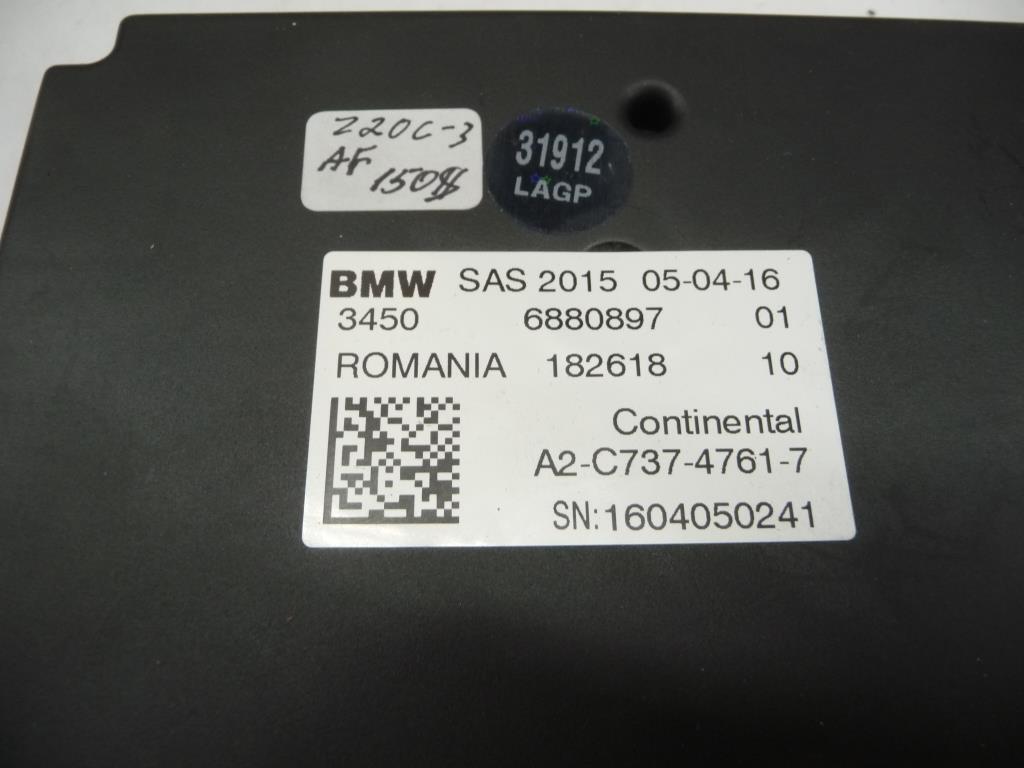 Z20C-3
AF
150$
31912
LAGP
BMW SAS 2015 05-04-16
3450 6880897 01
ROMANIA 182618 10
Continental
A2-C737-4761-7
SN:1604050241